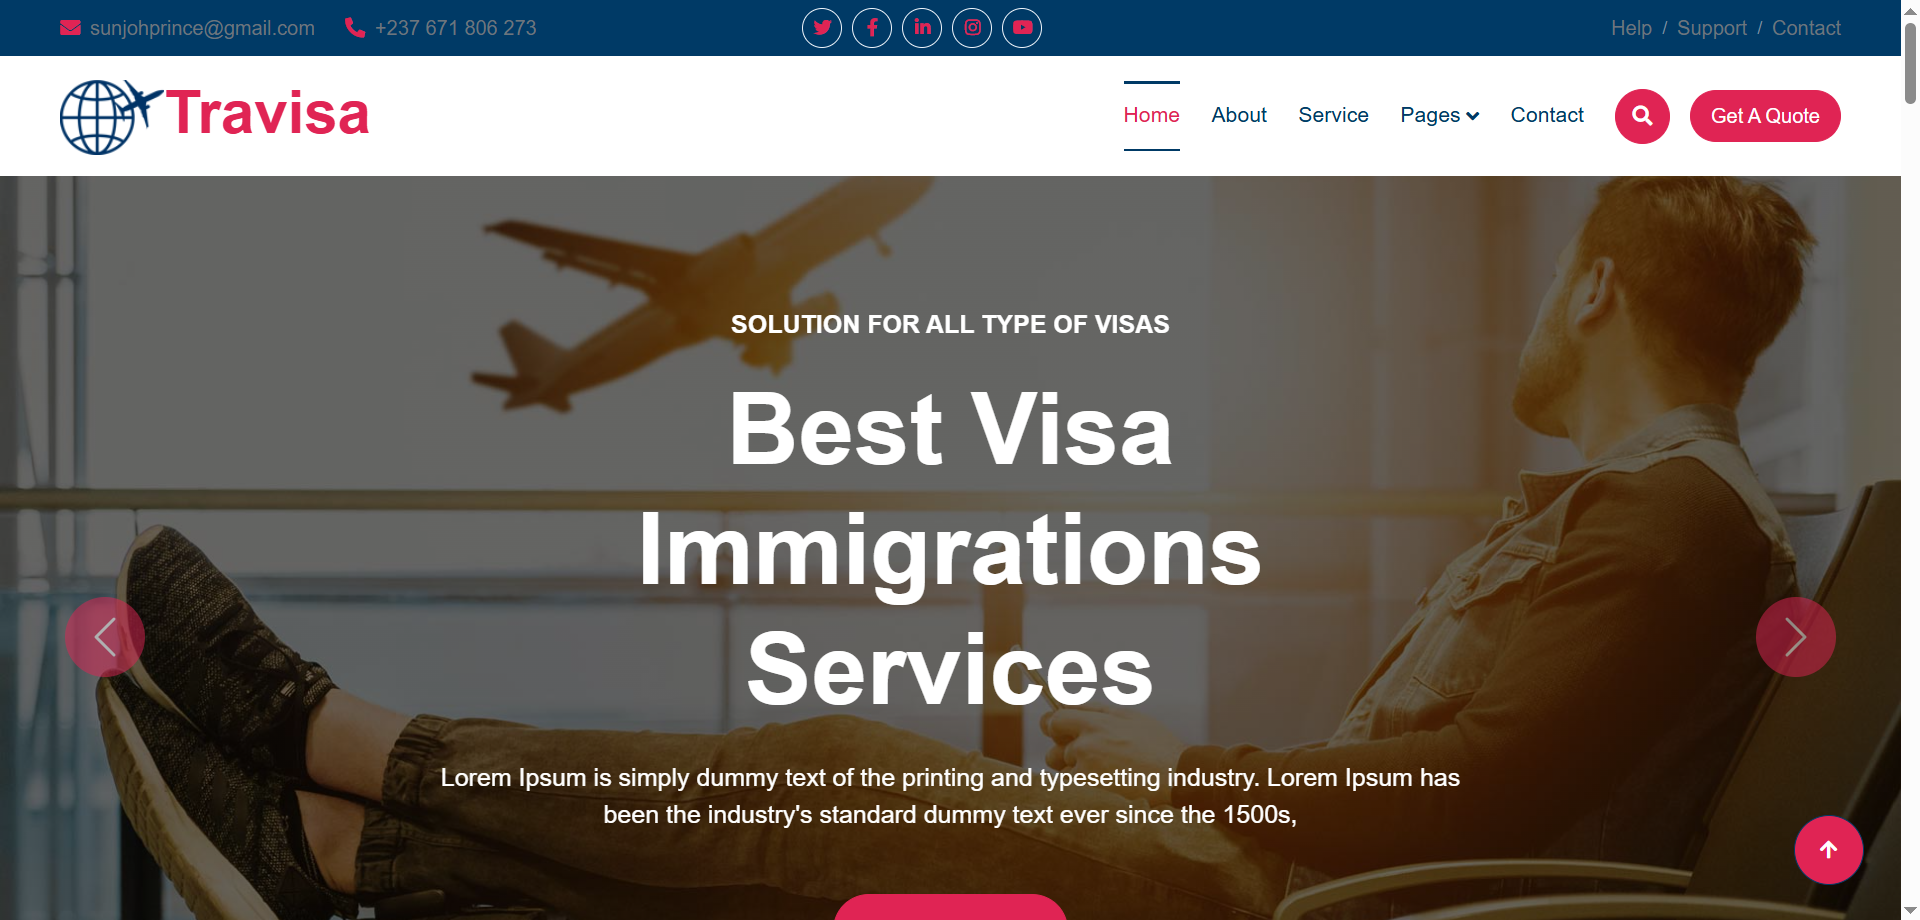 sunjohprince@gmail.com
+237 671 806 273
Help / Support / Contact
Travisa
Home
About
Service
Pages
Contact
Get A Quote
SOLUTION FOR ALL TYPE OF VISAS
Best Visa
Immigrations
Services
Lorem Ipsum is simply dummy text of the printing and typesetting industry. Lorem Ipsum has
been the industry's standard dummy text ever since the 1500s,